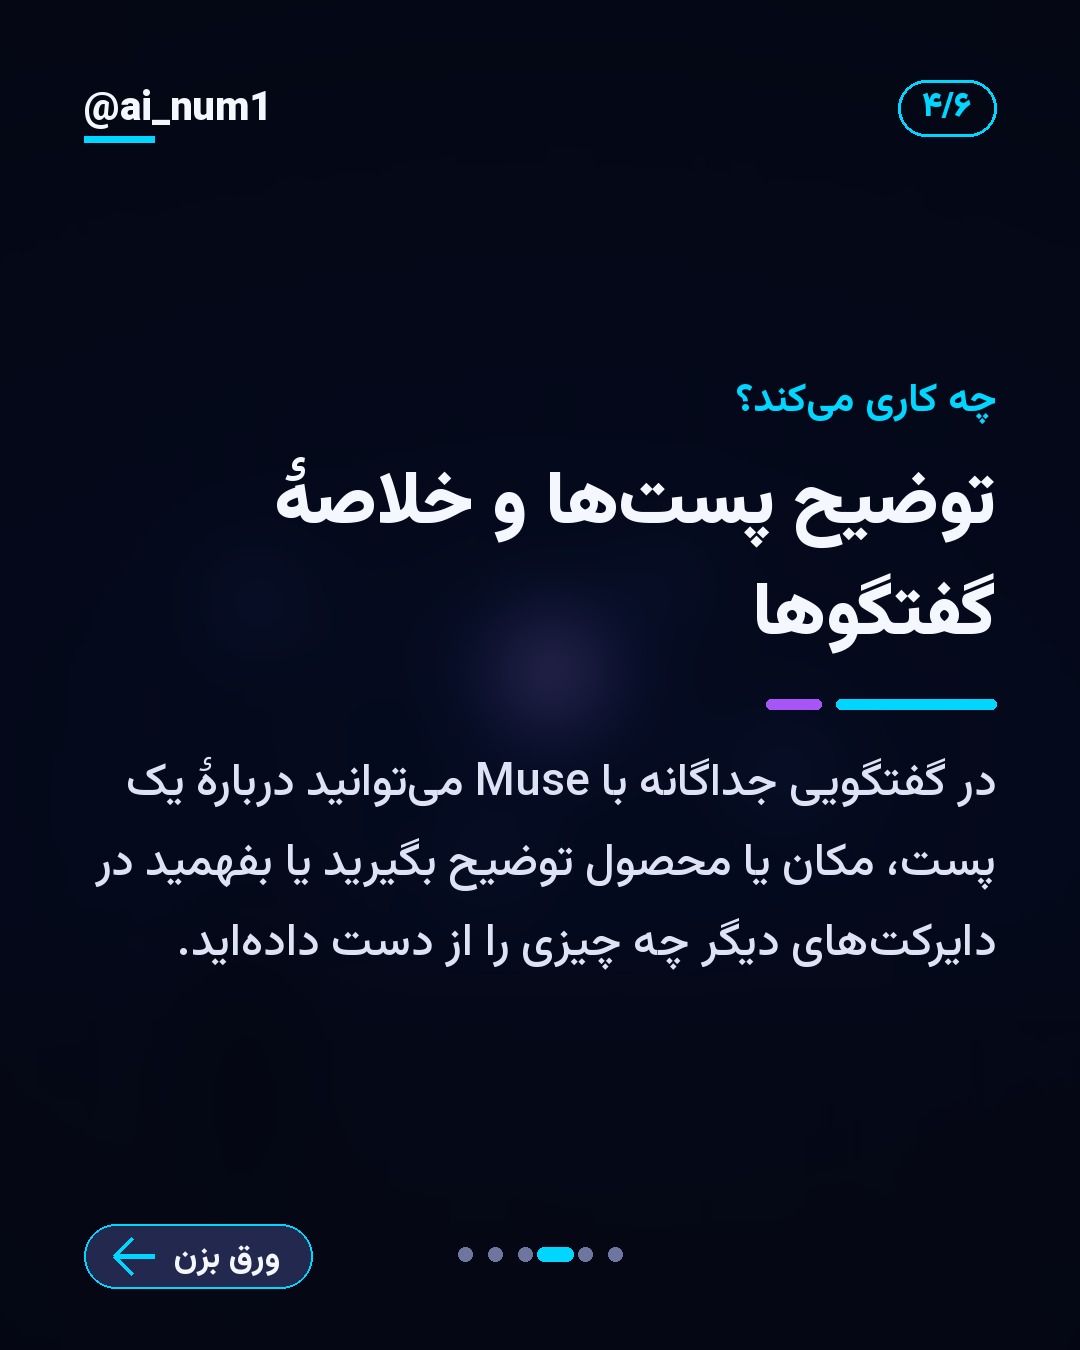 @ai_num1
۴/۶
چه کاری می‌کند؟
توضیح پست‌ها و خلاصهٔ
گفتگوها
در گفتگویی جداگانه با Muse می‌توانید دربارهٔ یک
پست، مکان یا محصول توضیح بگیرید یا بفهمید در
دایرکت‌های دیگر چه چیزی را از دست داده‌اید.
ورق بزن